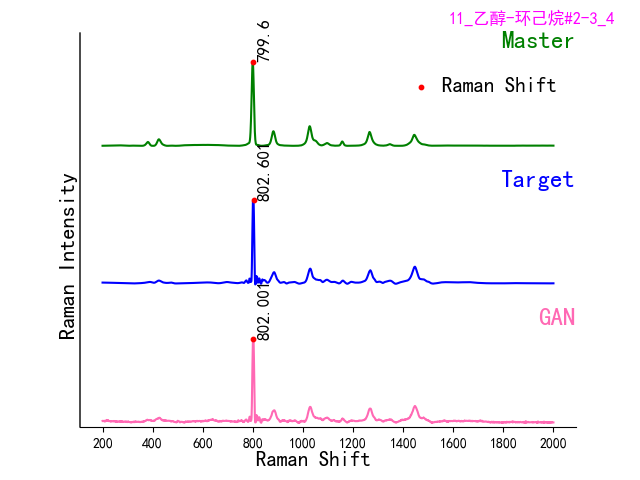 11_乙醇-环己烷#2-3_4
Master
799.6
Raman Shift
802.601
Target
802.001
GAN
Raman Intensity
200 400 600 800 1000 1200 1400 1600 1800 2000
Raman Shift